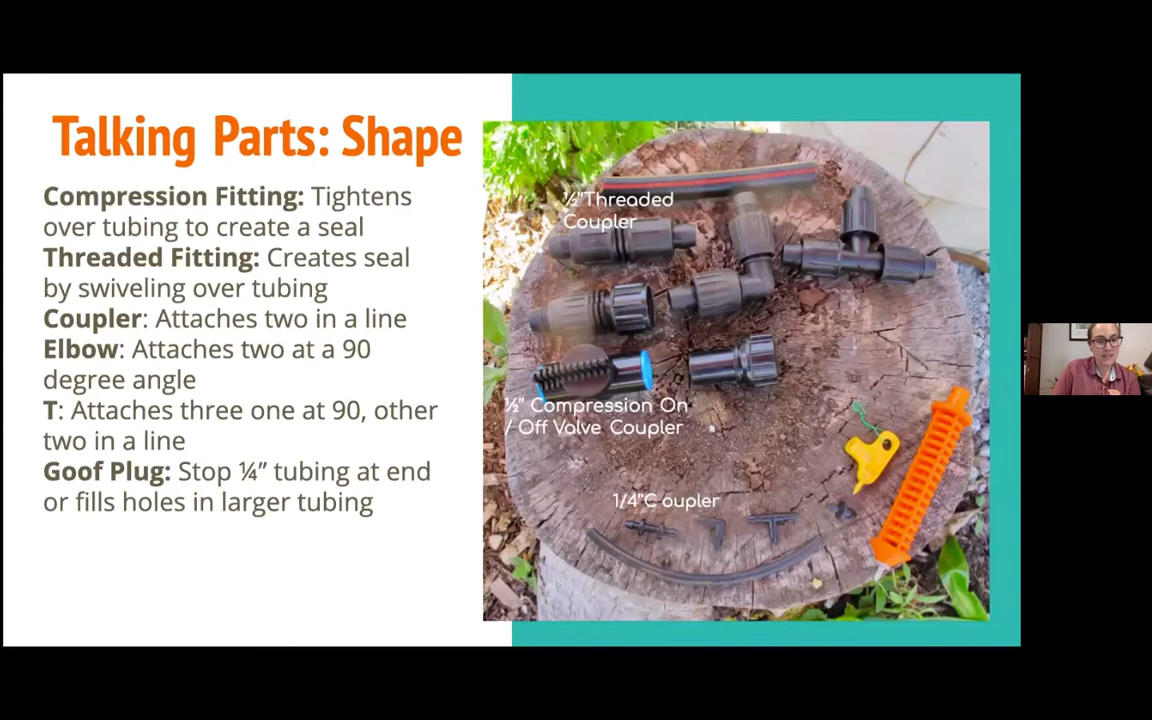 Talking Parts: Shape
Compression Fitting: Tightens
over tubing to create a seal
Threaded Fitting: Creates seal
by swiveling over tubing
Coupler: Attaches two in a line
Elbow: Attaches two at a 90
degree angle
T: Attaches three one at 90, other
two in a line
Goof Plug: Stop ¼” tubing at end
or fills holes in larger tubing
½”Threaded
Coupler
½” Compression On
/ Off Valve Coupler
1/4”C oupler